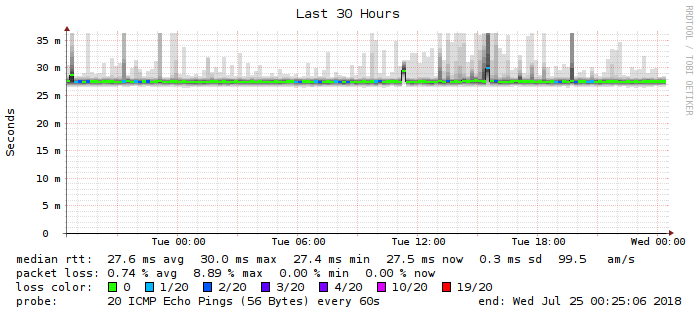 Last 30 Hours
RRDTOOL / TOBI OETIKER
35 m
30 m
25 m
20 m
15 m
10 m
5 m
0
Seconds
Tue 00:00 Tue 06:00 Tue 12:00 Tue 18:00 Wed 00:00
median rtt: 27.6 ms avg 30.0 ms max 27.4 ms min 27.5 ms now 0.3 ms sd 99.5 am/s
packet loss: 0.74 % avg 8.89 % max 0.00 % min 0.00 % now
loss color: 0 1/20 2/20 3/20 4/20 10/20 19/20
probe: 20 ICMP Echo Pings (56 Bytes) every 60s end: Wed Jul 25 00:25:06 2018